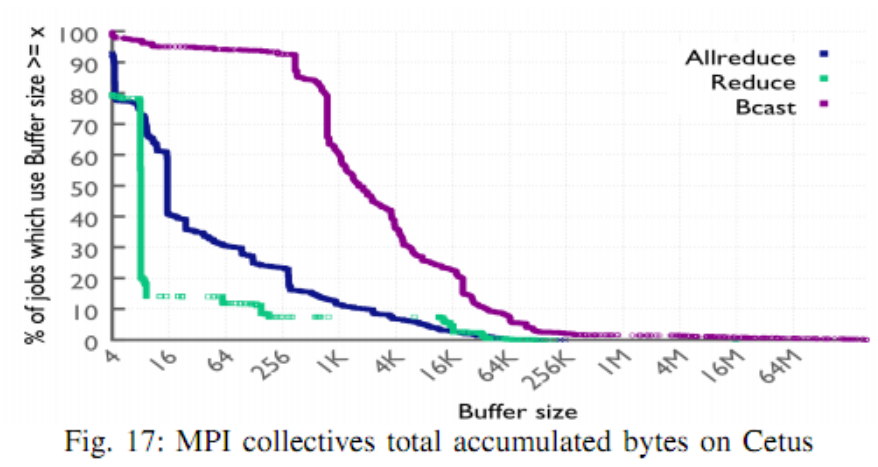 % of jobs which use Buffer size >= x
100
90
80
70
60
50
40
30
20
10
0
Allreduce
Reduce
Bcast
4 16 64 256 1K 4K 16K 64K 256K 1M 4M 16M 64M
Buffer size
Fig. 17: MPI collectives total accumulated bytes on Cetus